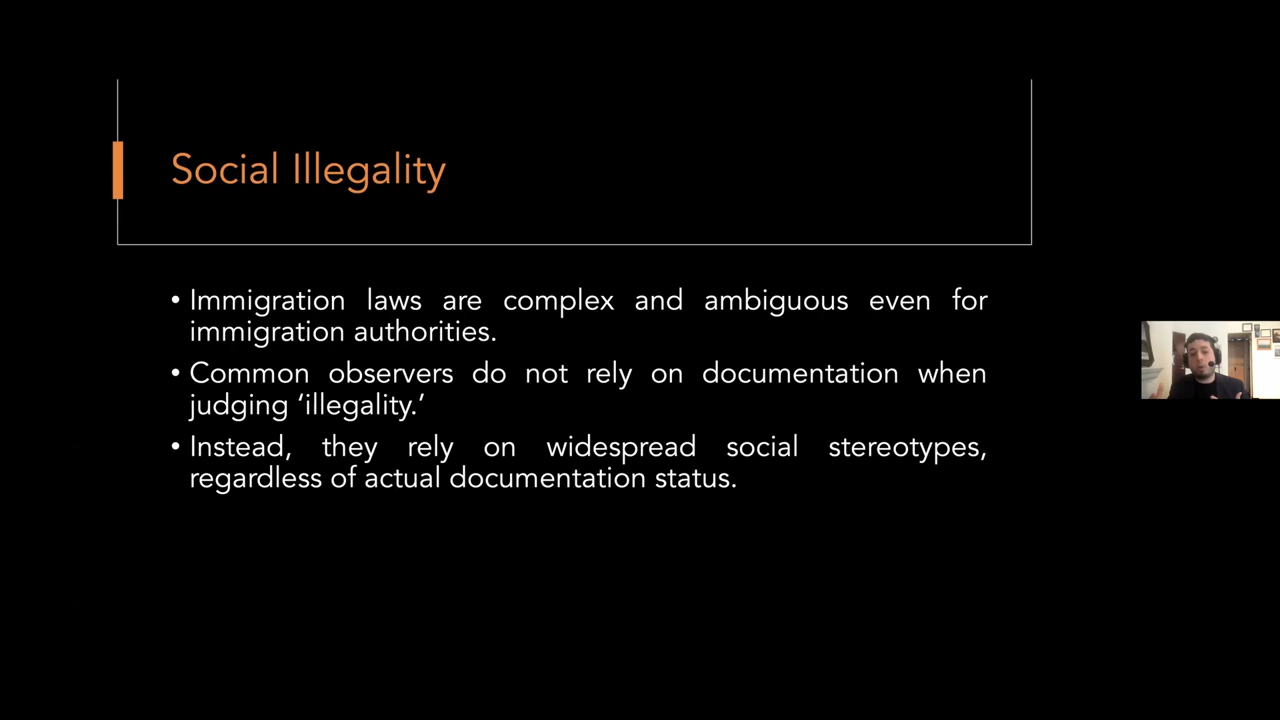 Social Illegality
• Immigration laws are complex and ambiguous even for
immigration authorities.
• Common observers do not rely on documentation when
judging ‘illegality.’
• Instead, they rely on widespread social stereotypes,
regardless of actual documentation status.